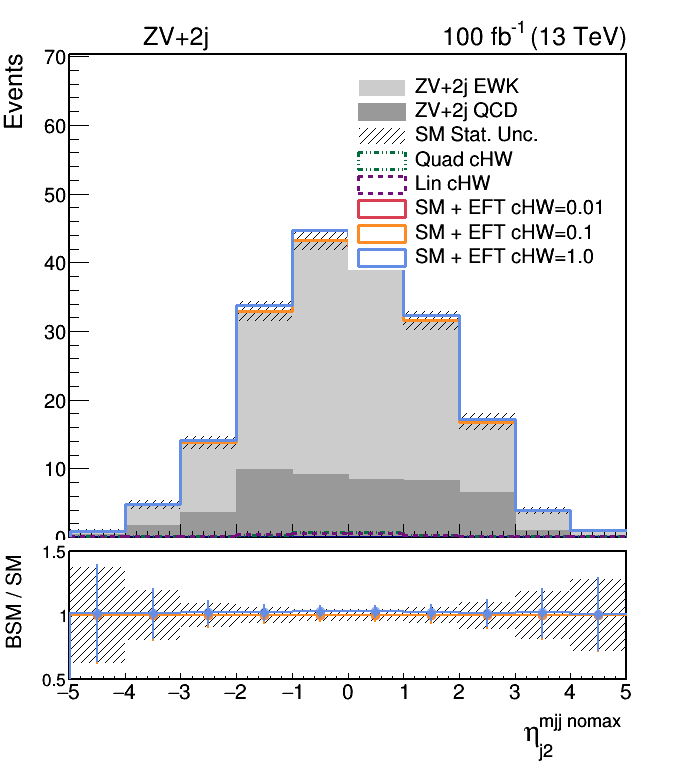 ZV+2j 100 fb-1 (13 TeV)
Events
70
60
50
40
30
20
10
0
ZV+2j EWK
ZV+2j QCD
SM Stat. Unc.
Quad cHW
Lin cHW
SM + EFT cHW=0.01
SM + EFT cHW=0.1
SM + EFT cHW=1.0
BSM / SM
1.5
1
0.5
−5 −4 −3 −2 −1 0 1 2 3 4 5
η mjj nomax j2